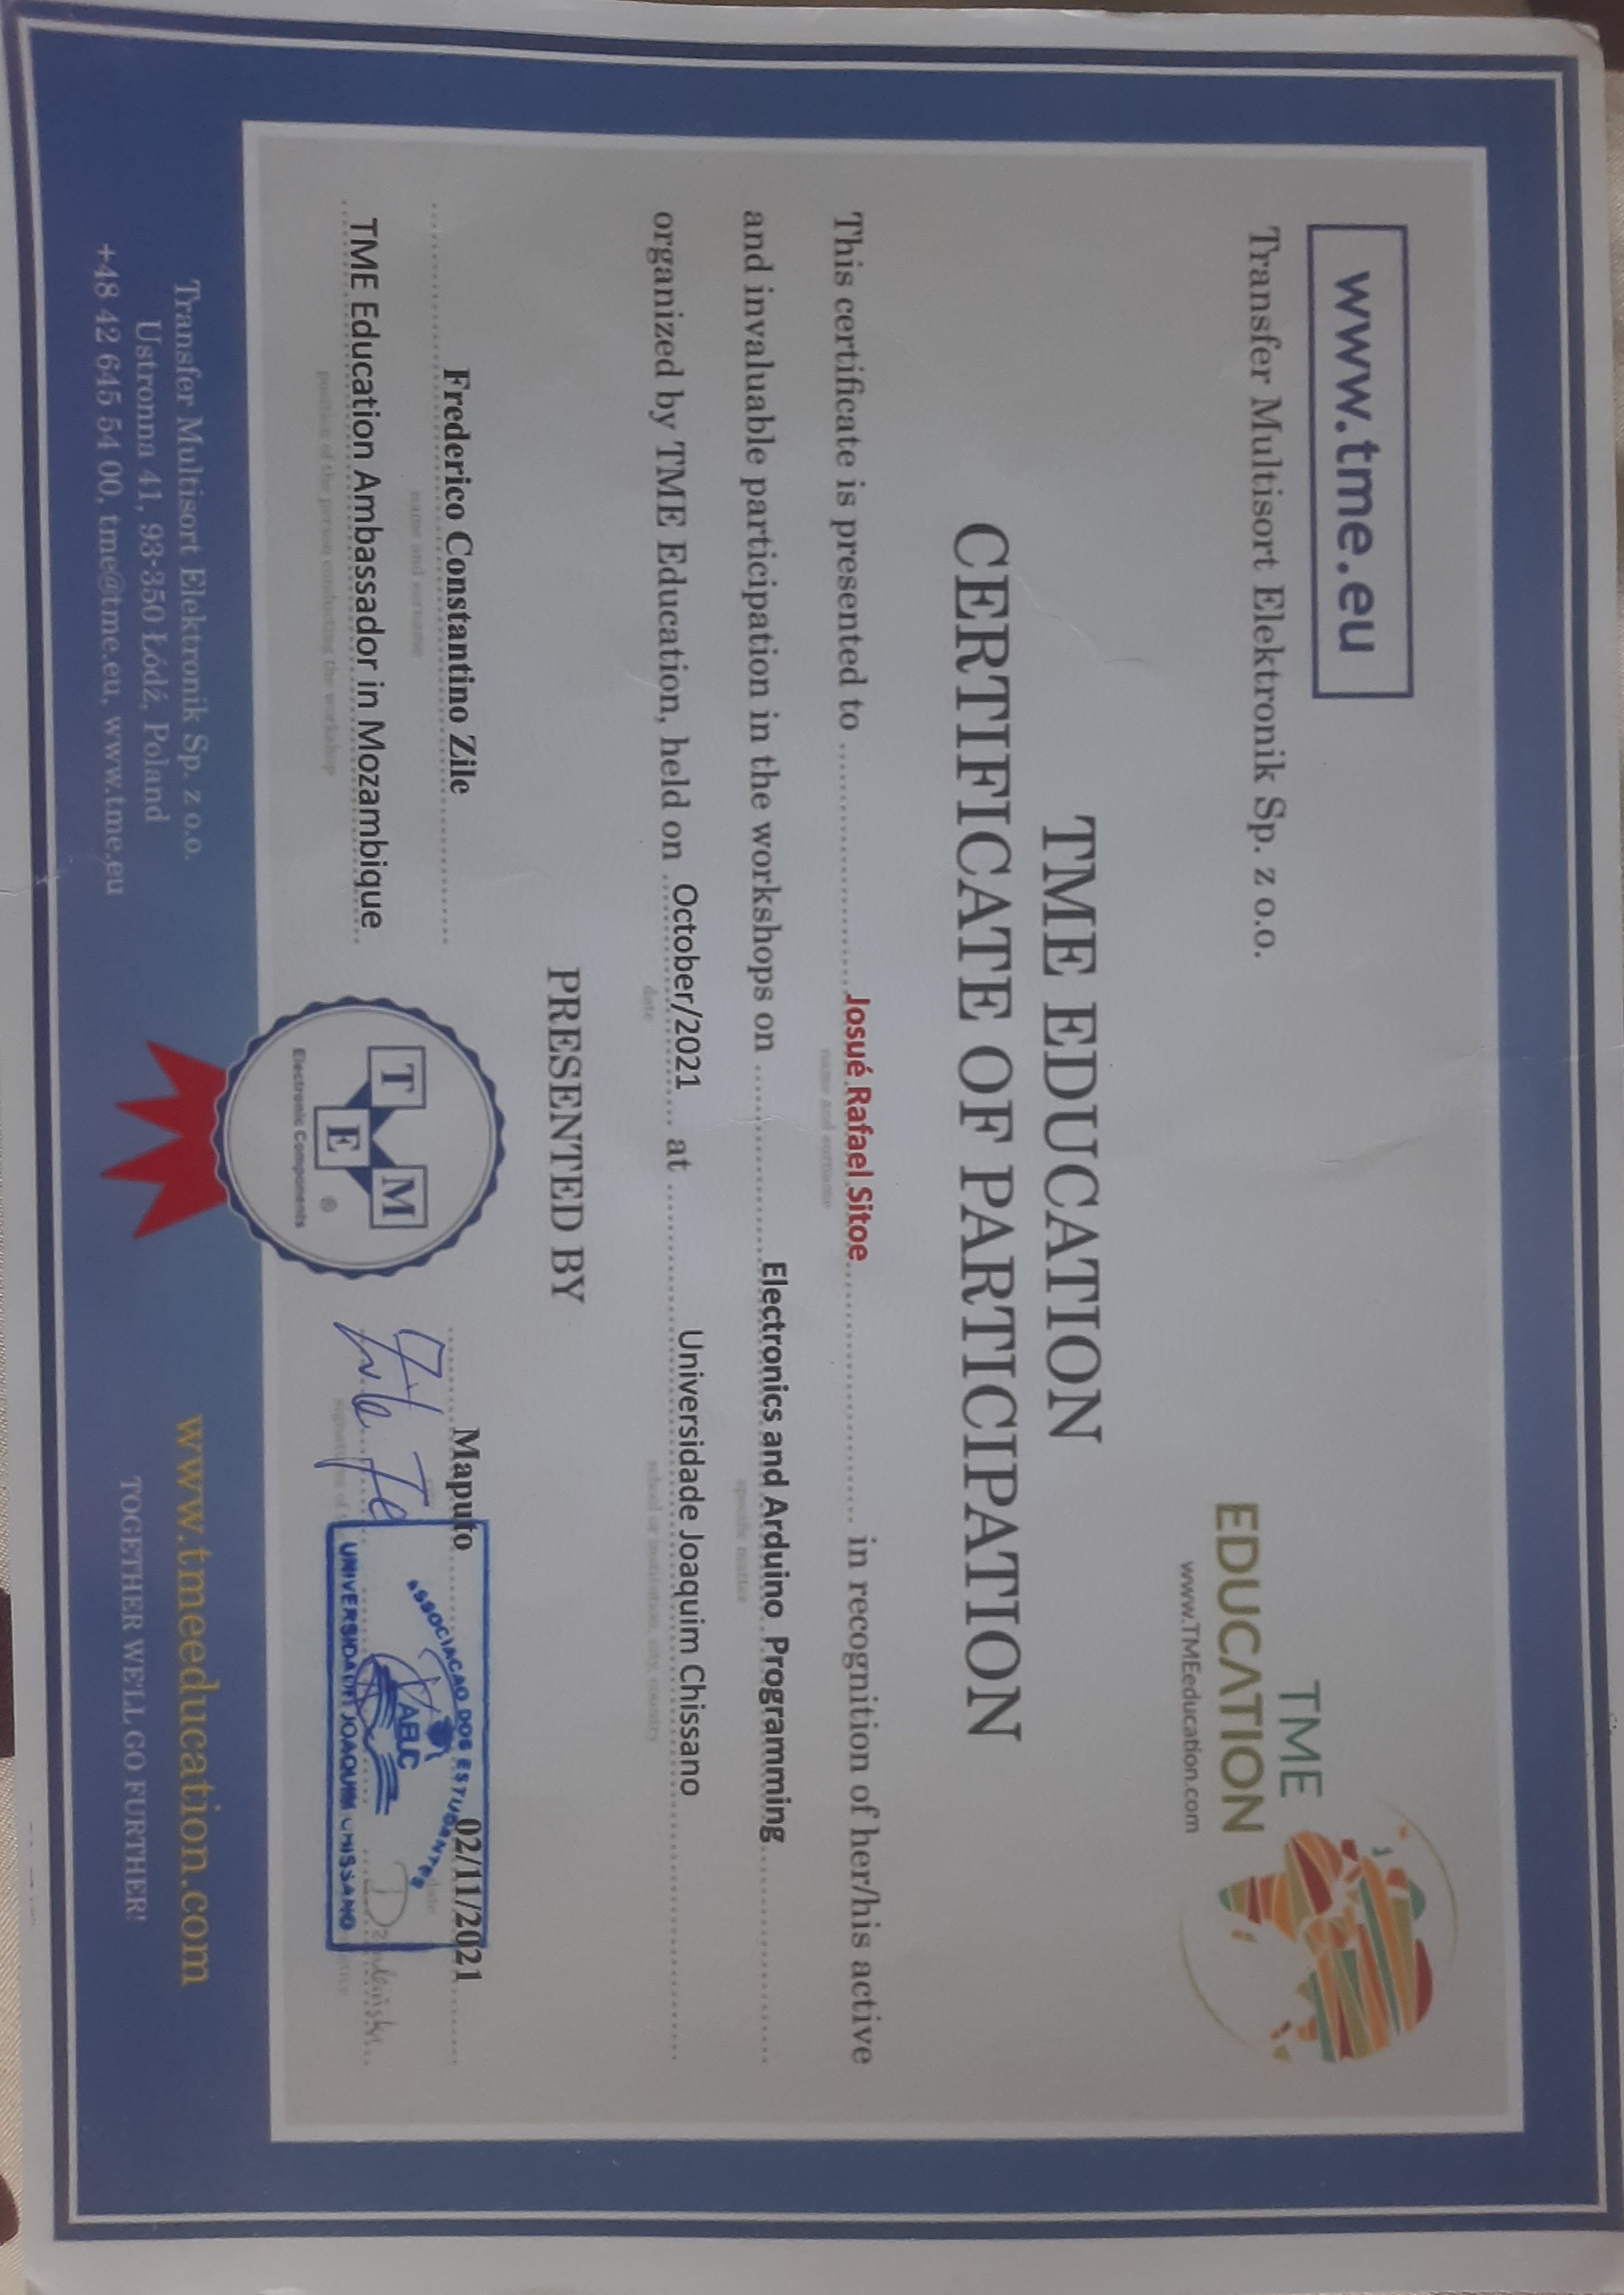 www.tme.eu
Transfer Multisort Elektronik Sp. z o.o.
TME
EDUCATION
www.TMEeducation.com
TME EDUCATION
CERTIFICATE OF PARTICIPATION
This certificate is presented to Josué Rafael Sitoe in recognition of her/his active
name and surname
and invaluable participation in the workshops on Electronics and Arduino Programming
specific matter
organized by TME Education, held on October/2021 at Universidade Joaquim Chissano
date school or institution, city, country
PRESENTED BY
Frederico Constantino Zile
name and surname
TME Education Ambassador in Mozambique
position of the person conducting the workshop
T M
E ®
Electronic Components
Maputo 02/11/2021
date
ASSOCIACAO DOS ESTUDANTES
AEUJC
UNIVERSIDADE JOAQUIM CHISSANO
signatures of
Transfer Multisort Elektronik Sp. z o.o.
Ustronna 41, 93-350 Łódź, Poland
+48 42 645 54 00, tme@tme.eu, www.tme.eu
www.tmeeducation.com
TOGETHER WE'LL GO FURTHER!